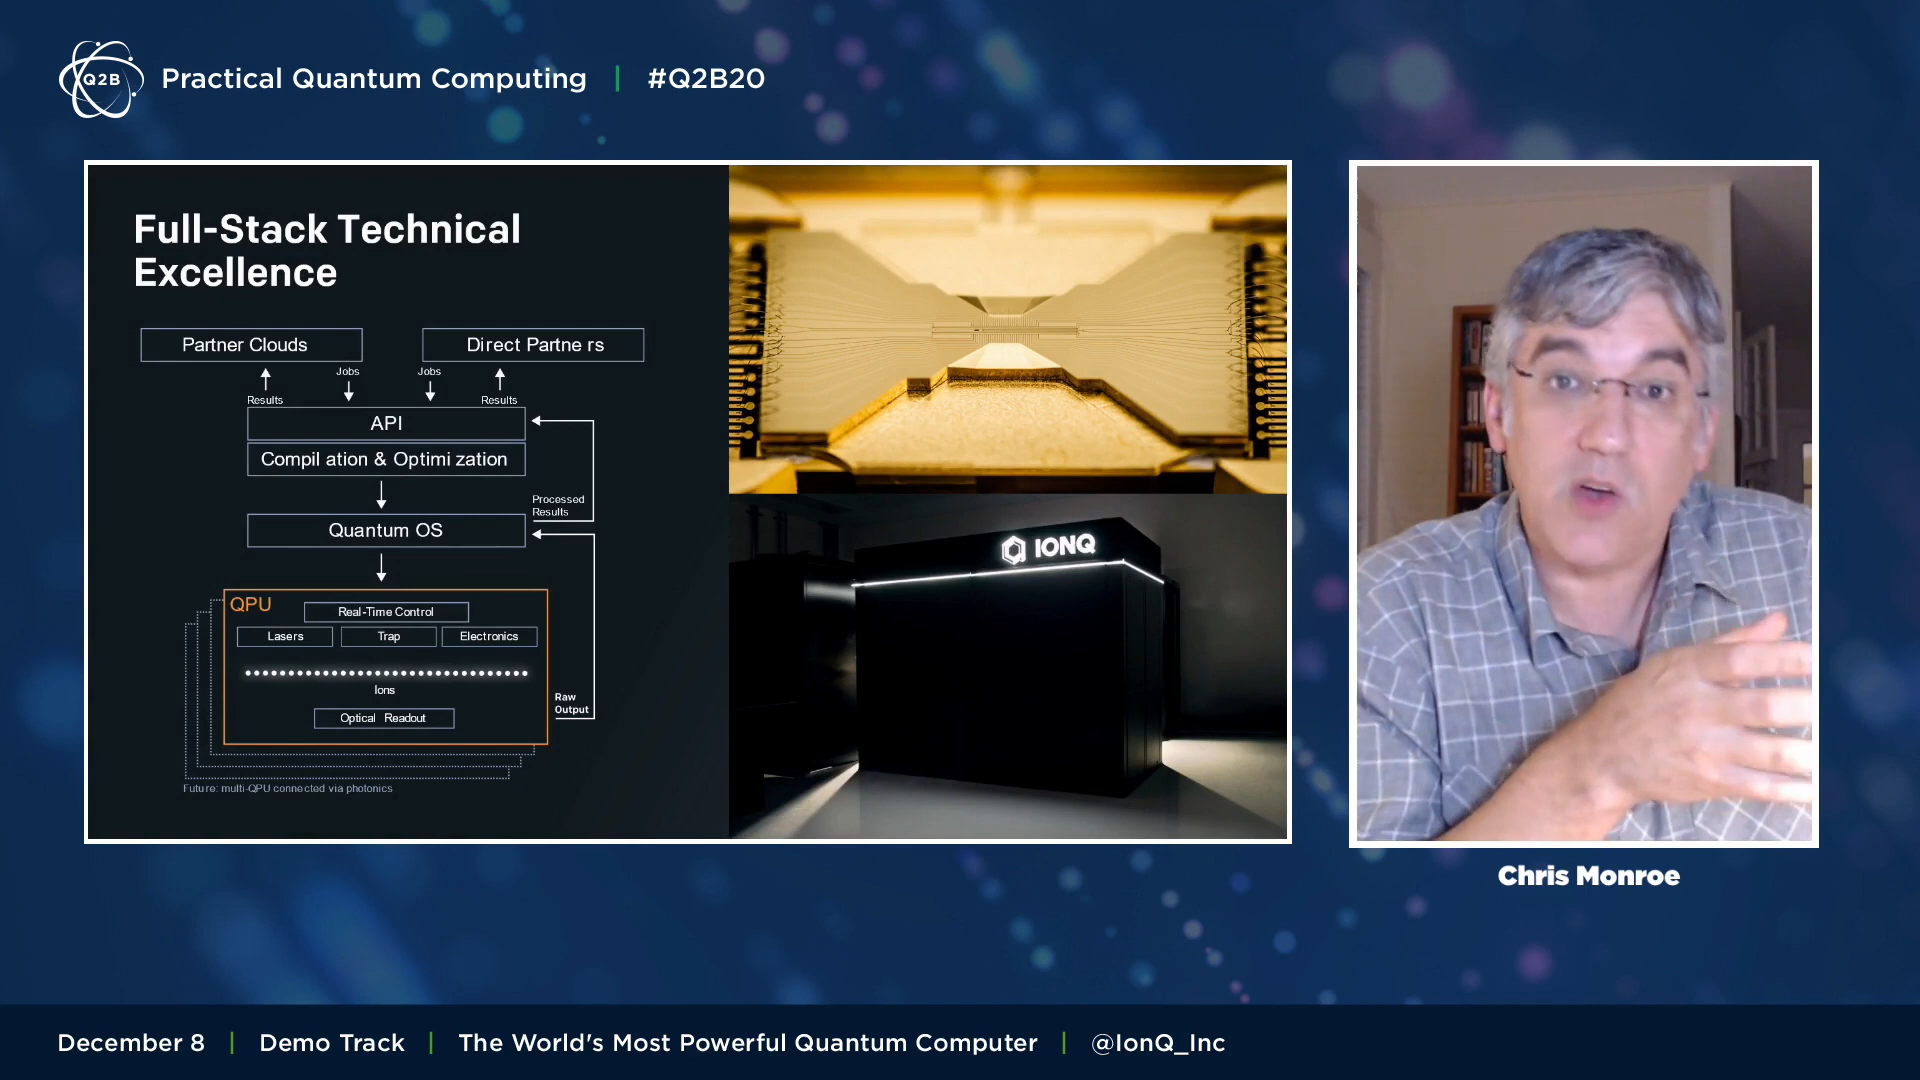 Q2B
Practical Quantum Computing | #Q2B20
Full-Stack Technical
Excellence
Partner Clouds
Direct Partne rs
Results
Jobs
Jobs
Results
API
Compil ation & Optimi zation
Processed
Results
Quantum OS
QPU
Real-Time Control
Lasers
Trap
Electronics
Ions
Optical Readout
Raw
Output
Future: multi-QPU connected via photonics
IONQ
Chris Monroe
December 8 | Demo Track | The World's Most Powerful Quantum Computer | @IonQ_Inc